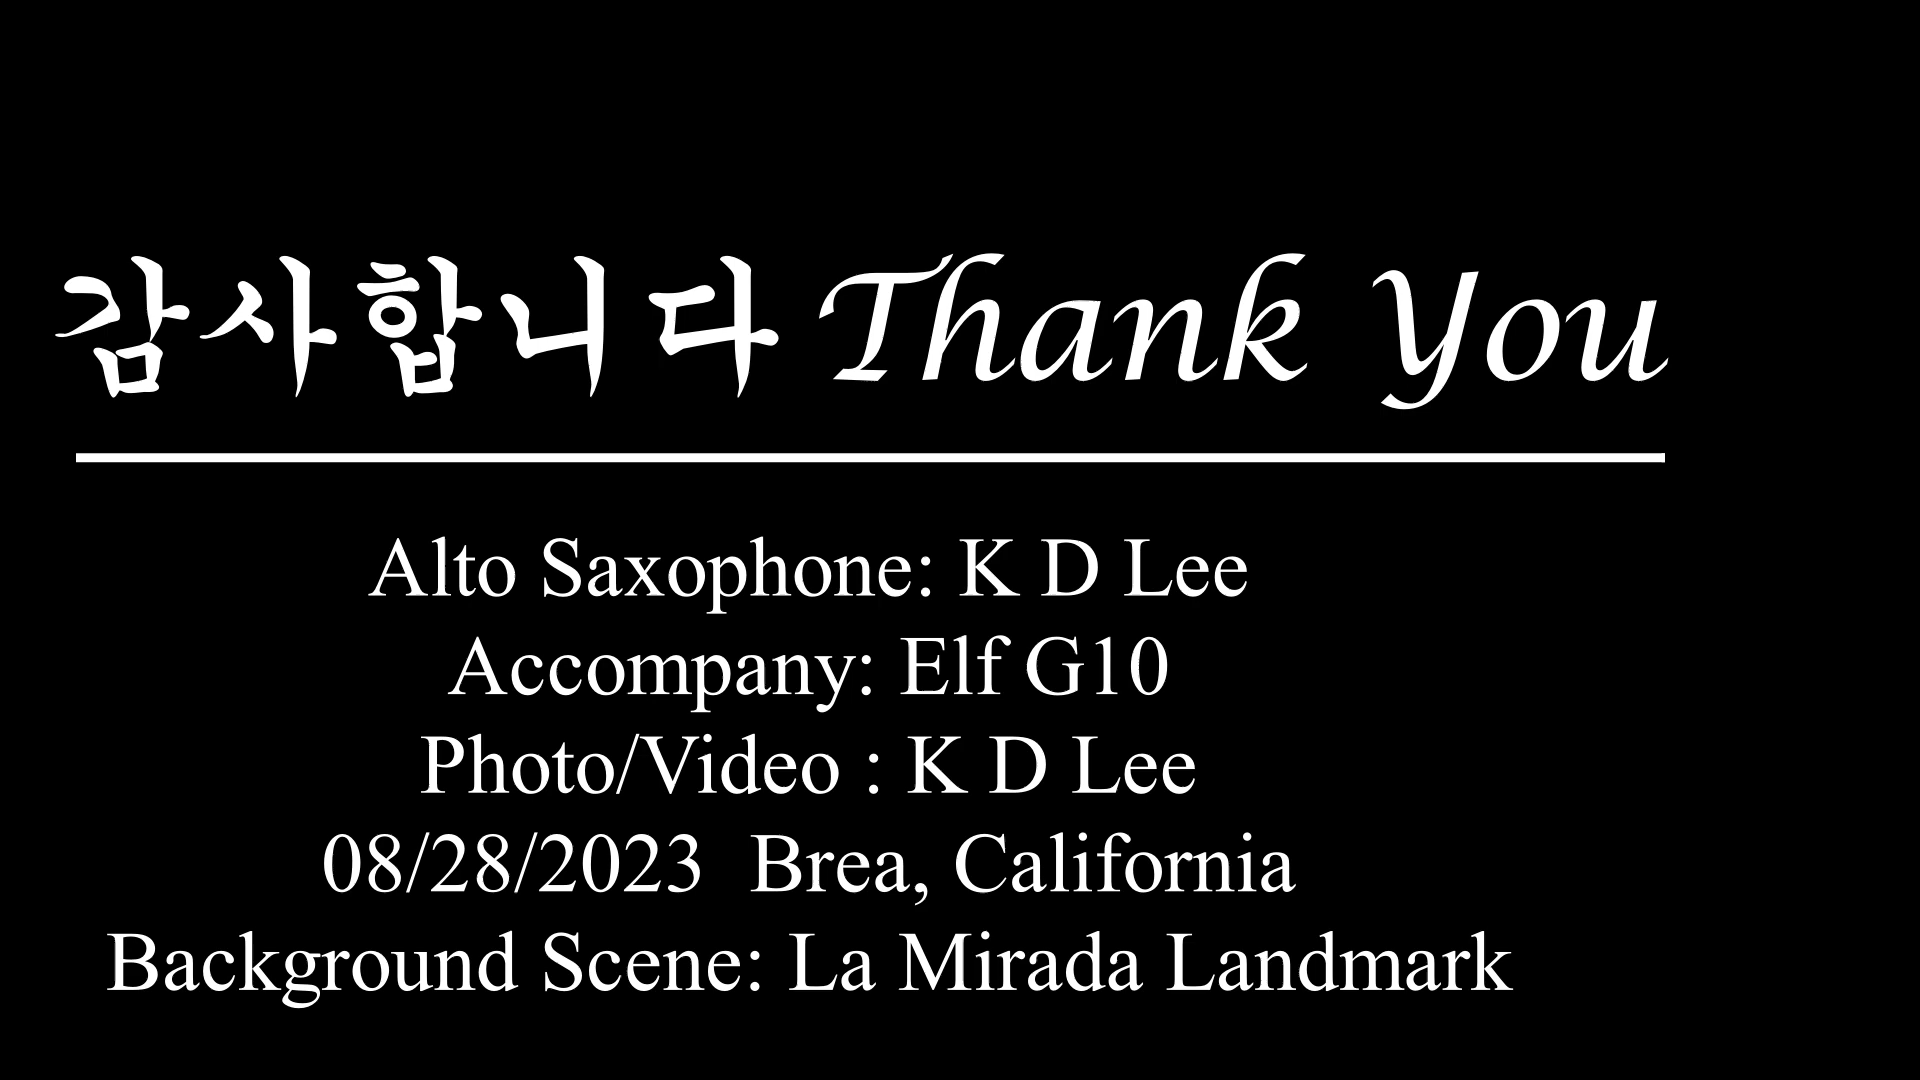 감사합니다 Thank You
Alto Saxophone: K D Lee
Accompany: Elf G10
Photo/Video : K D Lee
08/28/2023  Brea, California
Background Scene: La Mirada Landmark